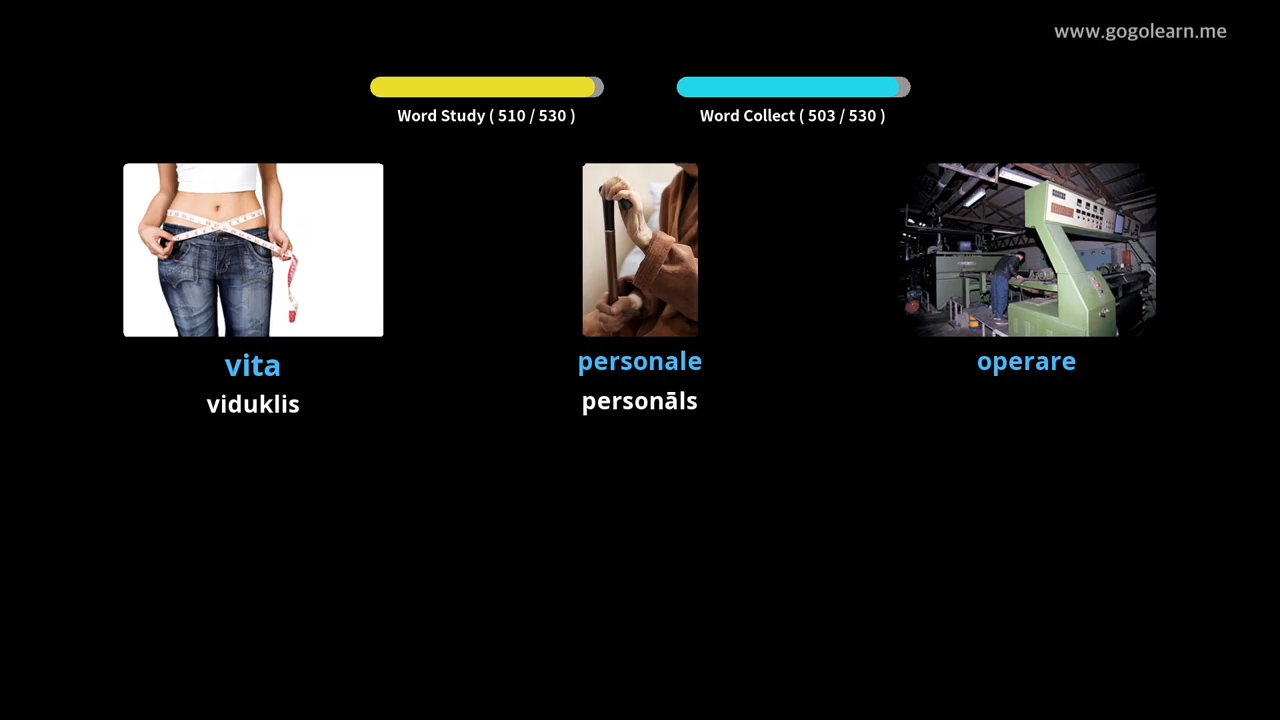 www.gogolearn.me
Word Study ( 510 / 530 )
Word Collect ( 503 / 530 )
vita
viduklis
personale
personāls
operare